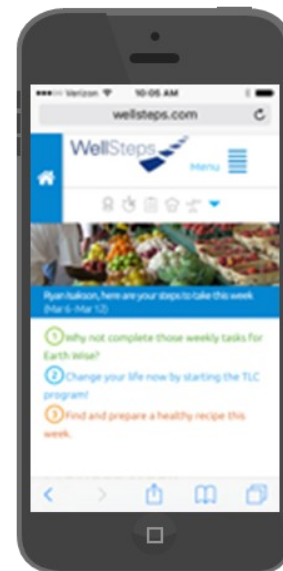 Verizon 10:05 AM
wellsteps.com
WellSteps
Menu
Ryan Isakson, here are your steps to take this week
(Mar 6 - Mar 12)
1 Why not complete those weekly tasks for
Earth Wise?
2 Change your life now by starting the TLC
program!
3 Find and prepare a healthy recipe this
week.